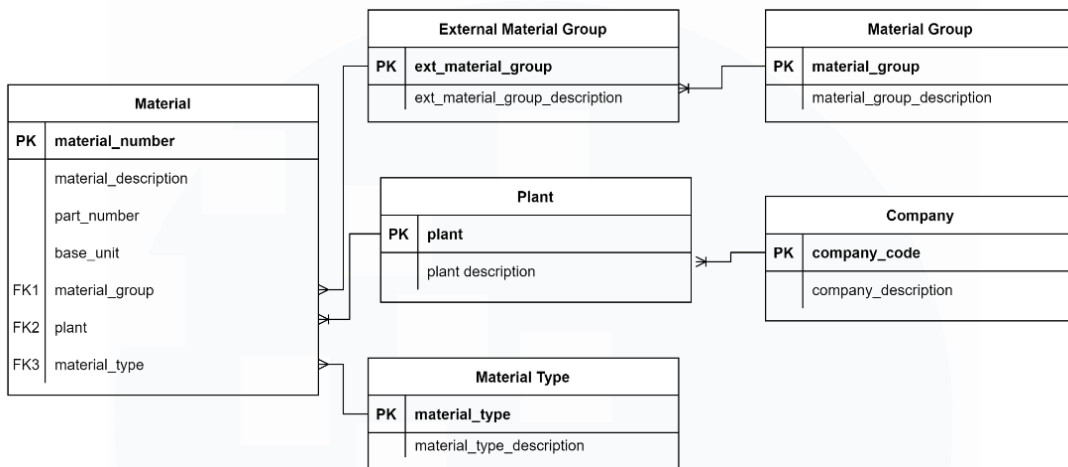 Material
PK material_number
material_description
part_number
base_unit
FK1 material_group
FK2 plant
FK3 material_type
External Material Group
PK ext_material_group
ext_material_group_description
Material Group
PK material_group
material_group_description
Plant
PK plant
plant description
Company
PK company_code
company_description
Material Type
PK material_type
material_type_description